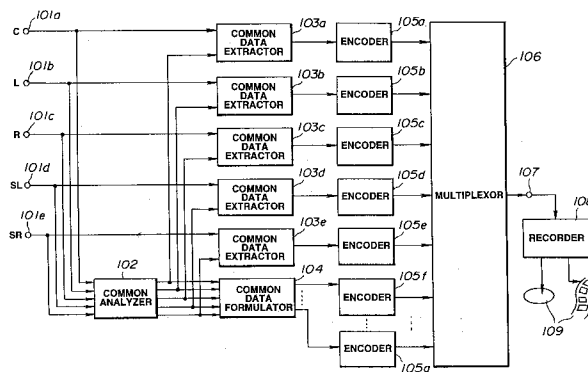 C 101a
103a
105a
106
COMMON DATA EXTRACTOR
ENCODER
101b
L
103b
105b
COMMON DATA EXTRACTOR
ENCODER
101c
R
103c
105c
COMMON DATA EXTRACTOR
ENCODER
101d
SL
103d
105d
107
COMMON DATA EXTRACTOR
ENCODER
MULTIPLEXOR
101e
SR
103e
105e
108
COMMON DATA EXTRACTOR
ENCODER
RECORDER
102
104
105f
COMMON ANALYZER
COMMON DATA FORMULATOR
ENCODER
109
ENCODER
105g